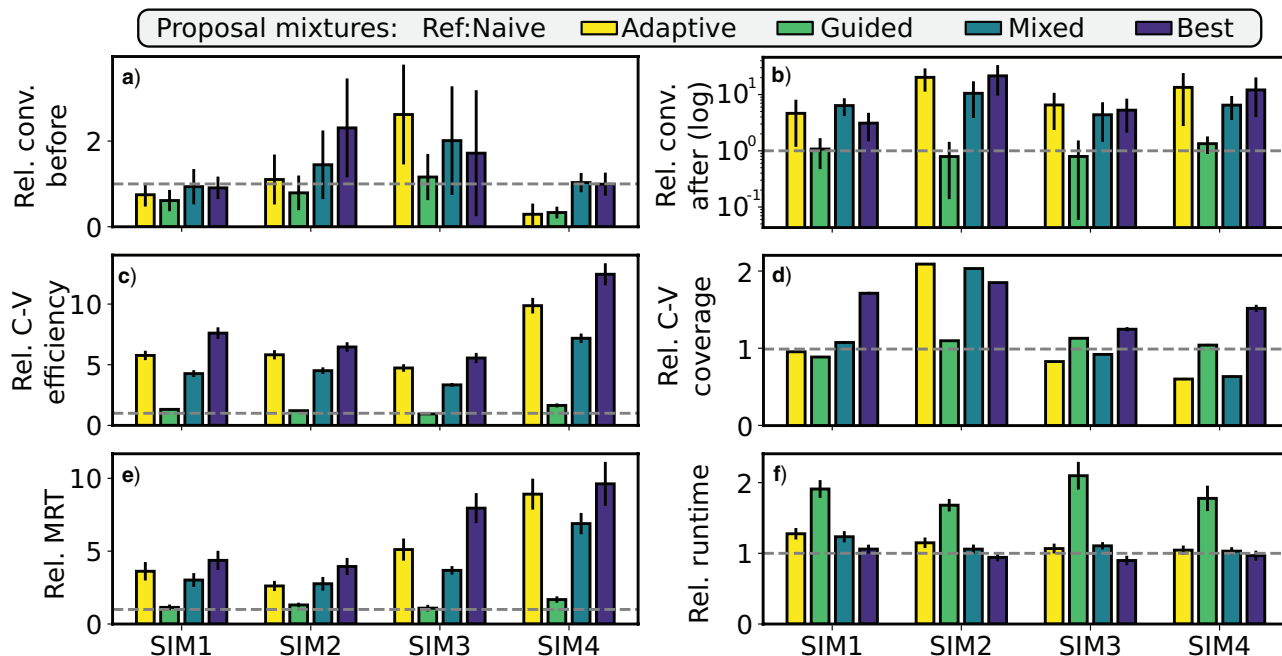 Proposal mixtures: Ref:Naive Adaptive Guided Mixed Best
a)
Rel. conv.
before
2
1
0
b)
Rel. conv.
after (log)
10¹
10⁰
10⁻¹
c)
Rel. C-V
efficiency
10
5
0
d)
Rel. C-V
coverage
2
1
0
e)
Rel. MRT
10
5
0
SIM1 SIM2 SIM3 SIM4
f)
Rel. runtime
2
1
0
SIM1 SIM2 SIM3 SIM4